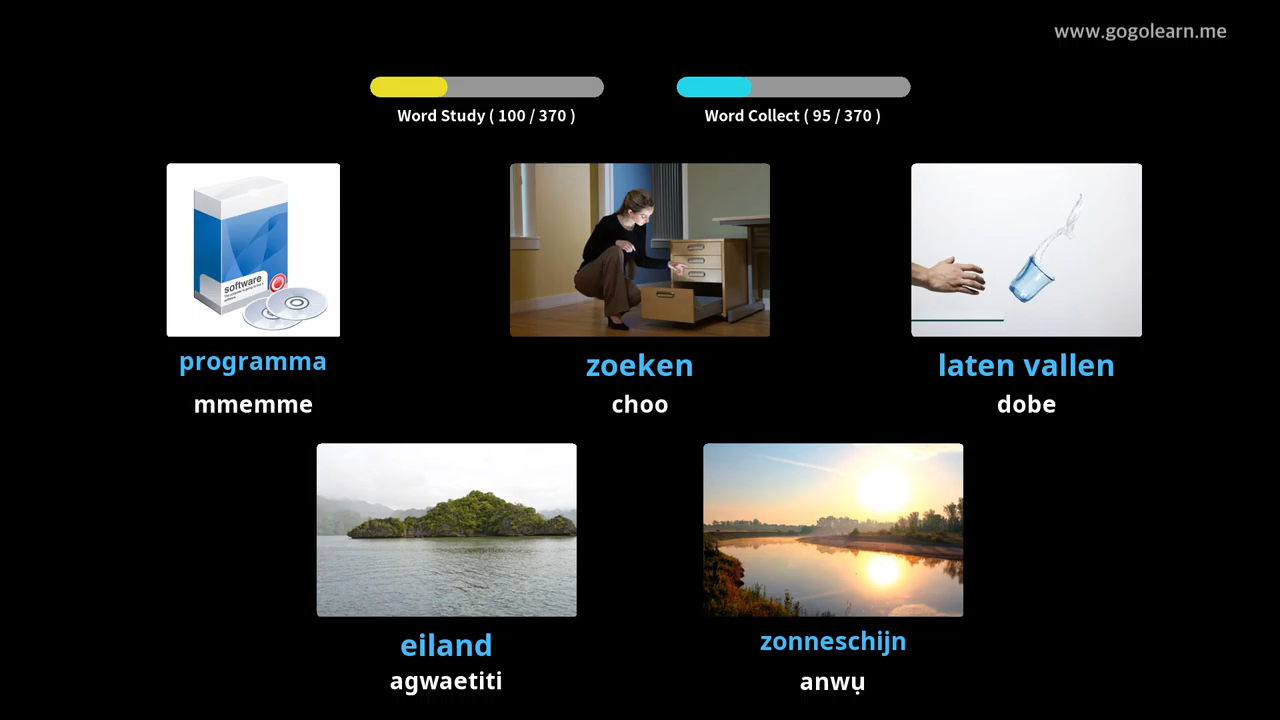 www.gogolearn.me
Word Study ( 100 / 370 )
Word Collect ( 95 / 370 )
software
programma
zoeken
laten vallen
mmemme
choo
dobe
eiland
zonneschijn
agwaetiti
anwụ